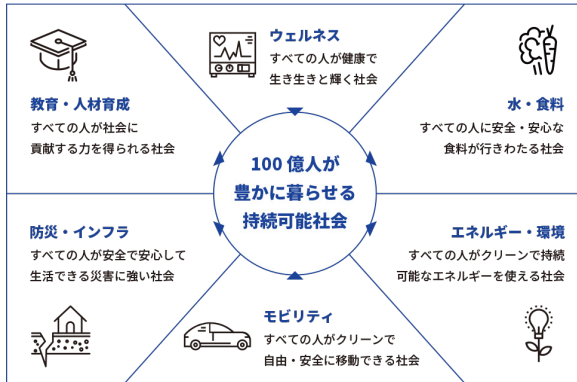 ウェルネス
すべての人が健康で
生き生きと輝く社会
教育・人材育成
すべての人が社会に
貢献する力を得られる社会
水・食料
すべての人に安全・安心な
食料が行きわたる社会
100億人が
豊かに暮らせる
持続可能社会
防災・インフラ
すべての人が安全で安心して
生活できる災害に強い社会
エネルギー・環境
すべての人がクリーンで持続
可能なエネルギーを使える社会
モビリティ
すべての人がクリーンで
自由・安全に移動できる社会